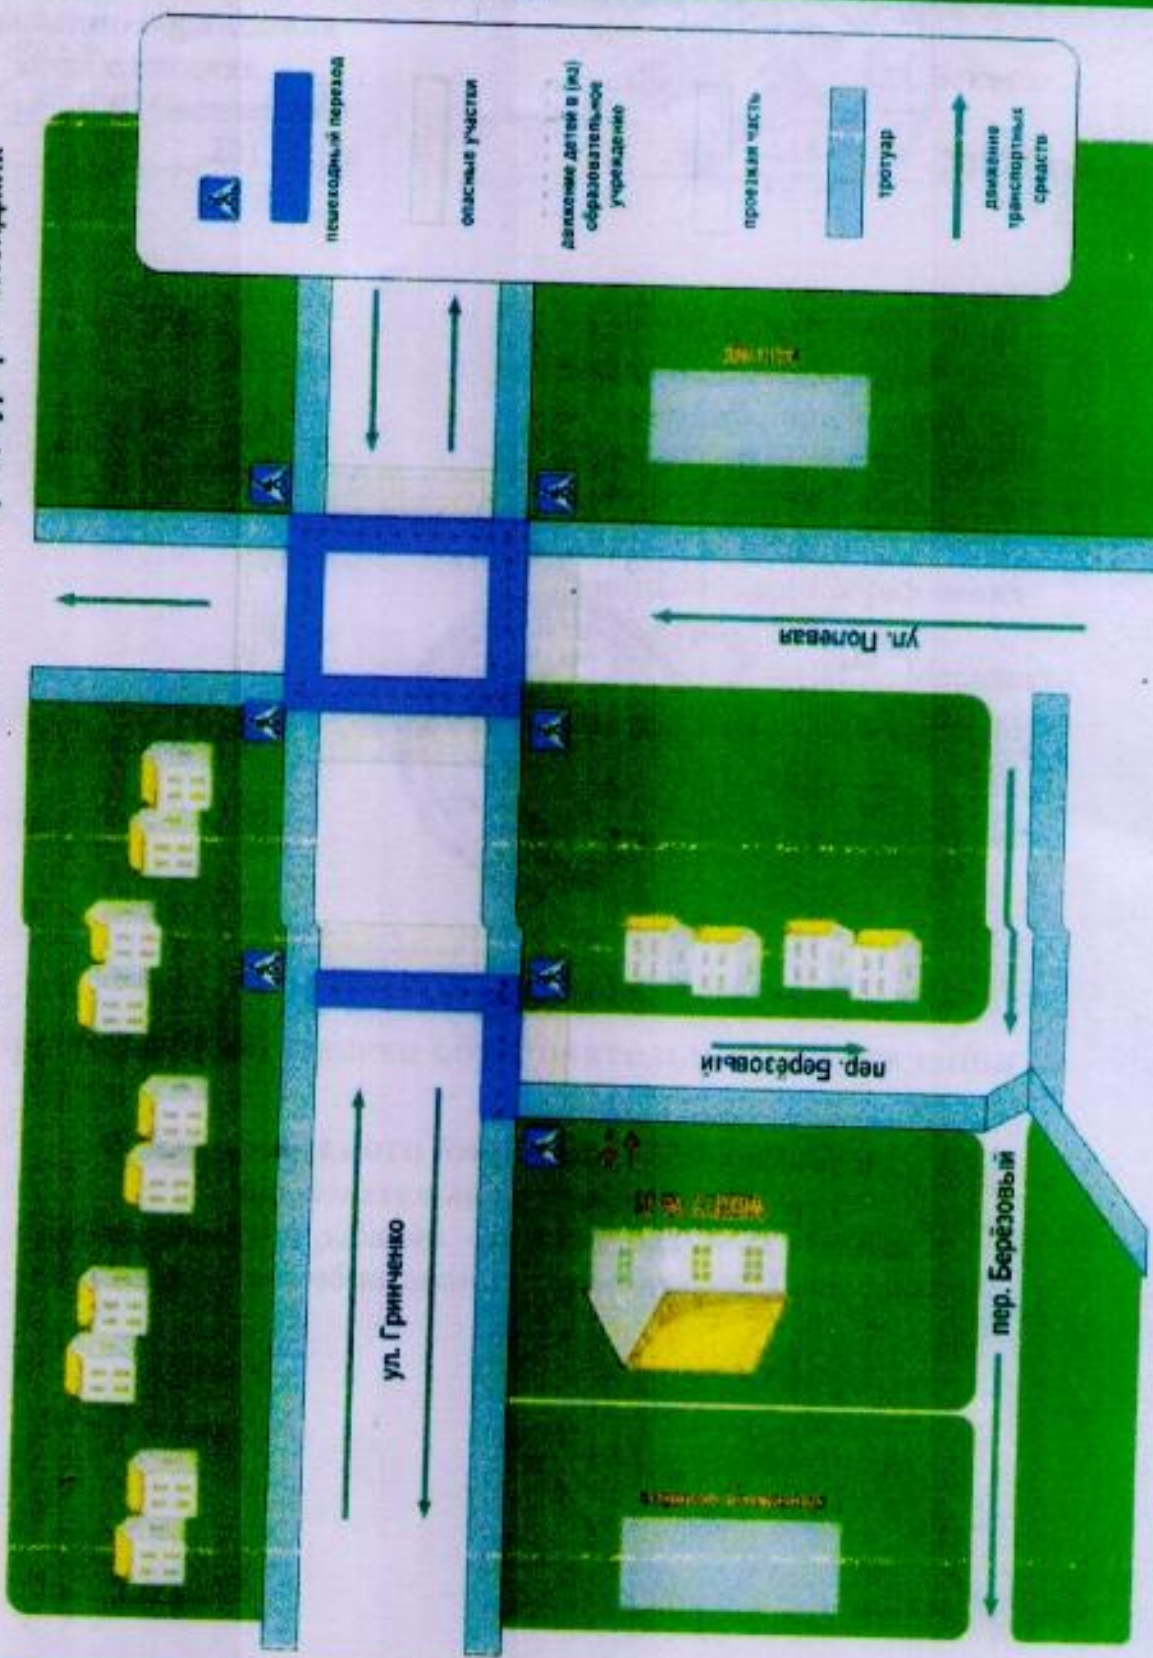 пешеходный переход
опасные участки
движение детей в (из)
образовательное
учреждение
проезжая часть
тротуар
движение
транспортных
средств
ул. Полевая
пер. Берёзовый
ул. Гринченко
пер. Берёзовый